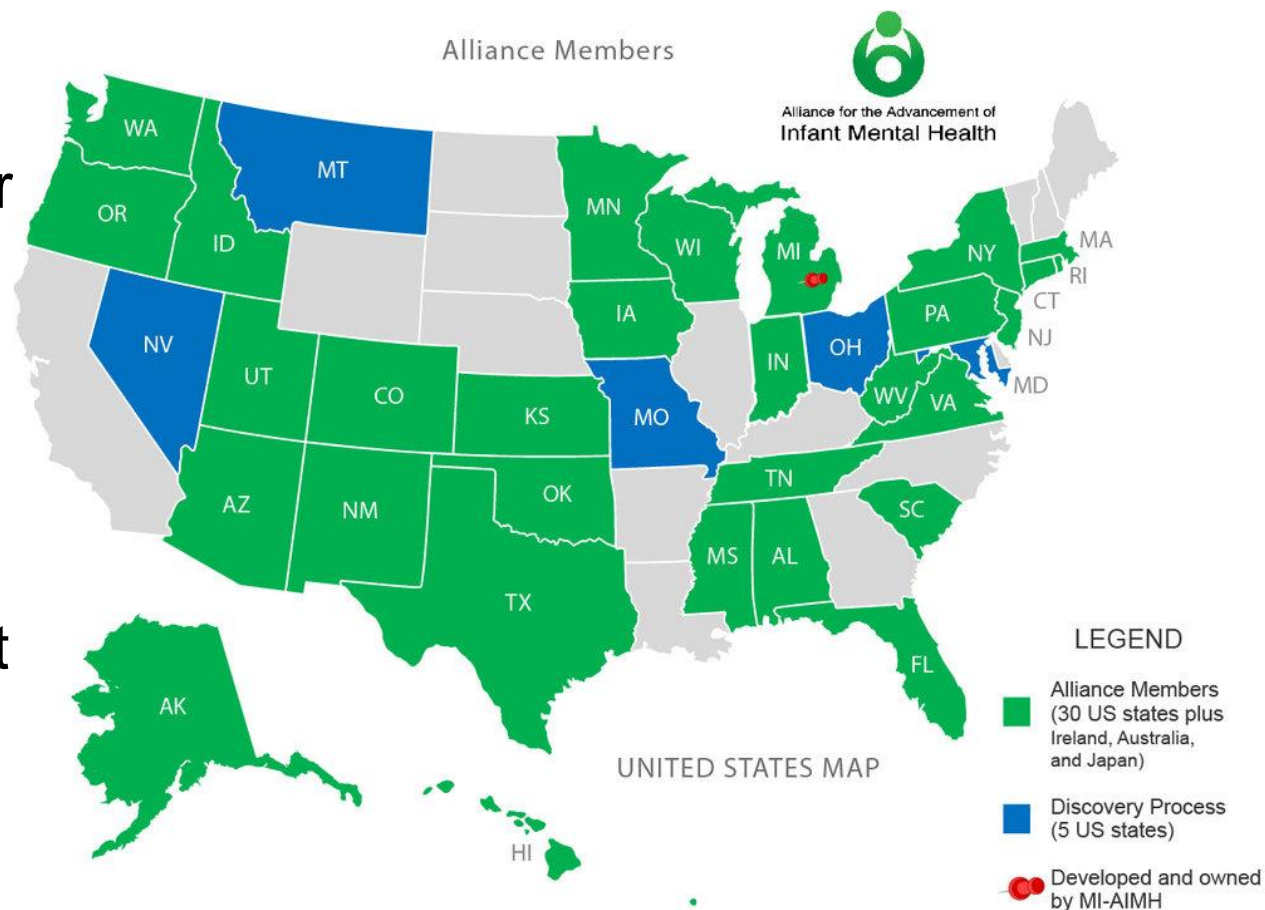 Alliance Members
Alliance for the Advancement of
Infant Mental Health
r
t
WA
MT
OR
ID
MN
WI
MI
NY
MA
RI
CT
NJ
PA
IA
NV
OH
IN
MD
UT
CO
WV
VA
KS
MO
TN
AZ
NM
OK
SC
MS
AL
TX
FL
AK
HI
UNITED STATES MAP
LEGEND
Alliance Members
(30 US states plus
Ireland, Australia,
and Japan)
Discovery Process
(5 US states)
Developed and owned
by MI-AIMH